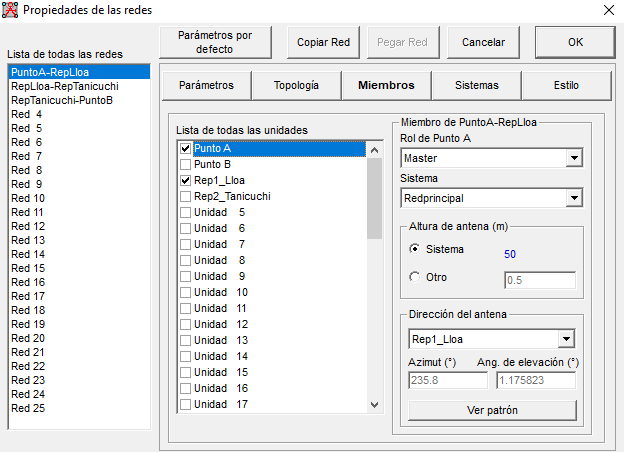 Propiedades de las redes
Lista de todas las redes
PuntoA-RepLloa
RepLloa-RepTanicuchi
RepTanicuchi-PuntoB
Red 4
Red 5
Red 6
Red 7
Red 8
Red 9
Red 10
Red 11
Red 12
Red 13
Red 14
Red 15
Red 16
Red 17
Red 18
Red 19
Red 20
Red 21
Red 22
Red 23
Red 24
Red 25
Parámetros por
defecto
Copiar Red
Pegar Red
Cancelar
OK
Parámetros
Topología
Miembros
Sistemas
Estilo
Lista de todas las unidades
Punto A
Punto B
Rep1_Lloa
Rep2_Tanicuchi
Unidad 5
Unidad 6
Unidad 7
Unidad 8
Unidad 9
Unidad 10
Unidad 11
Unidad 12
Unidad 13
Unidad 14
Unidad 15
Unidad 16
Unidad 17
Miembro de PuntoA-RepLloa
Rol de Punto A
Master
Sistema
Redprincipal
Altura de antena (m)
Sistema 50
Otro 0.5
Dirección del antena
Rep1_Lloa
Azimut (°) Ang. de elevación (°)
235.8 1.175823
Ver patrón